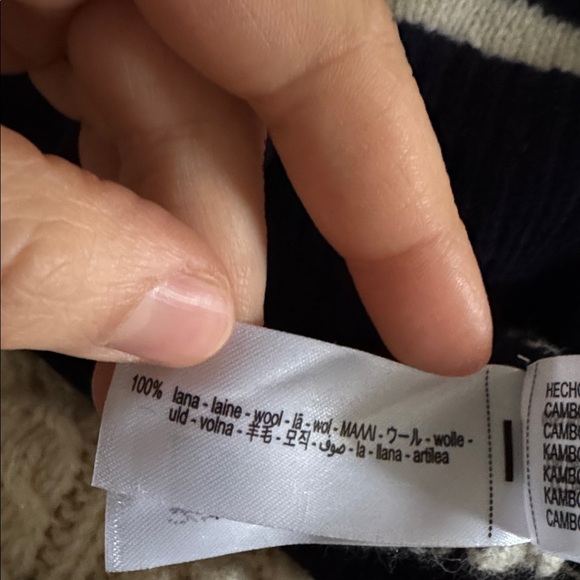 100% lana - laine - wool - lã - wol - ΜΑΛΛΙ - ウール - wolle -
uld - volna - 羊毛 - 모직 - صوف - la - llana - artilea
HECHO
CAMBO
CAMBO
KAMBO
KAMBO
KAMBO
CAMBO